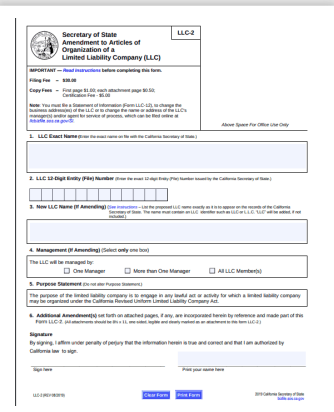 Secretary of State
LLC-2
Amendment to Articles of
Organization of a
Limited Liability Company (LLC)
IMPORTANT — Read instructions before completing this form.
Filing Fee – $30.00
Copy Fees – First page $1.00; each attachment page $0.50;
Certification Fee - $5.00
Note: You must file a Statement of Information (Form LLC-12), to change the
business address(es) of the LLC or to change the name or address of the LLC's
manager(s) and/or agent for service of process, which can be filed online at
Above Space For Office Use Only
1. LLC Exact Name (Enter the exact name on file with the California Secretary of State.)
2. LLC 12-Digit Entity (File) Number (Enter the exact 12-digit Entity (File) Number issued by the California Secretary of State.)
3. New LLC Name (If Amending) (See Instructions – List the proposed LLC name exactly as it is to appear on the records of the California
Secretary of State. The name must contain an LLC identifier such as LLC or L.L.C. "LLC" will be added, if not
included.)
4. Management (If Amending) (Select only one box)
The LLC will be managed by:
One Manager
More than One Manager
All LLC Member(s)
5. Purpose Statement (Do not alter Purpose Statement.)
The purpose of the limited liability company is to engage in any lawful act or activity for which a limited liability company
may be organized under the California Revised Uniform Limited Liability Company Act.
6. Additional Amendment(s) set forth on attached pages, if any, are incorporated herein by reference and made part of this
Form LLC-2. (All attachments should be 8½ x 11, one-sided, legible and clearly marked as an attachment to this form LLC-2.)
Signature
By signing, I affirm under penalty of perjury that the information herein is true and correct and that I am authorized by
California law to sign.
Sign here
Print your name here
LLC-2 (REV 08/2019)
Clear Form
Print Form
2019 California Secretary of State
bizfile.sos.ca.gov